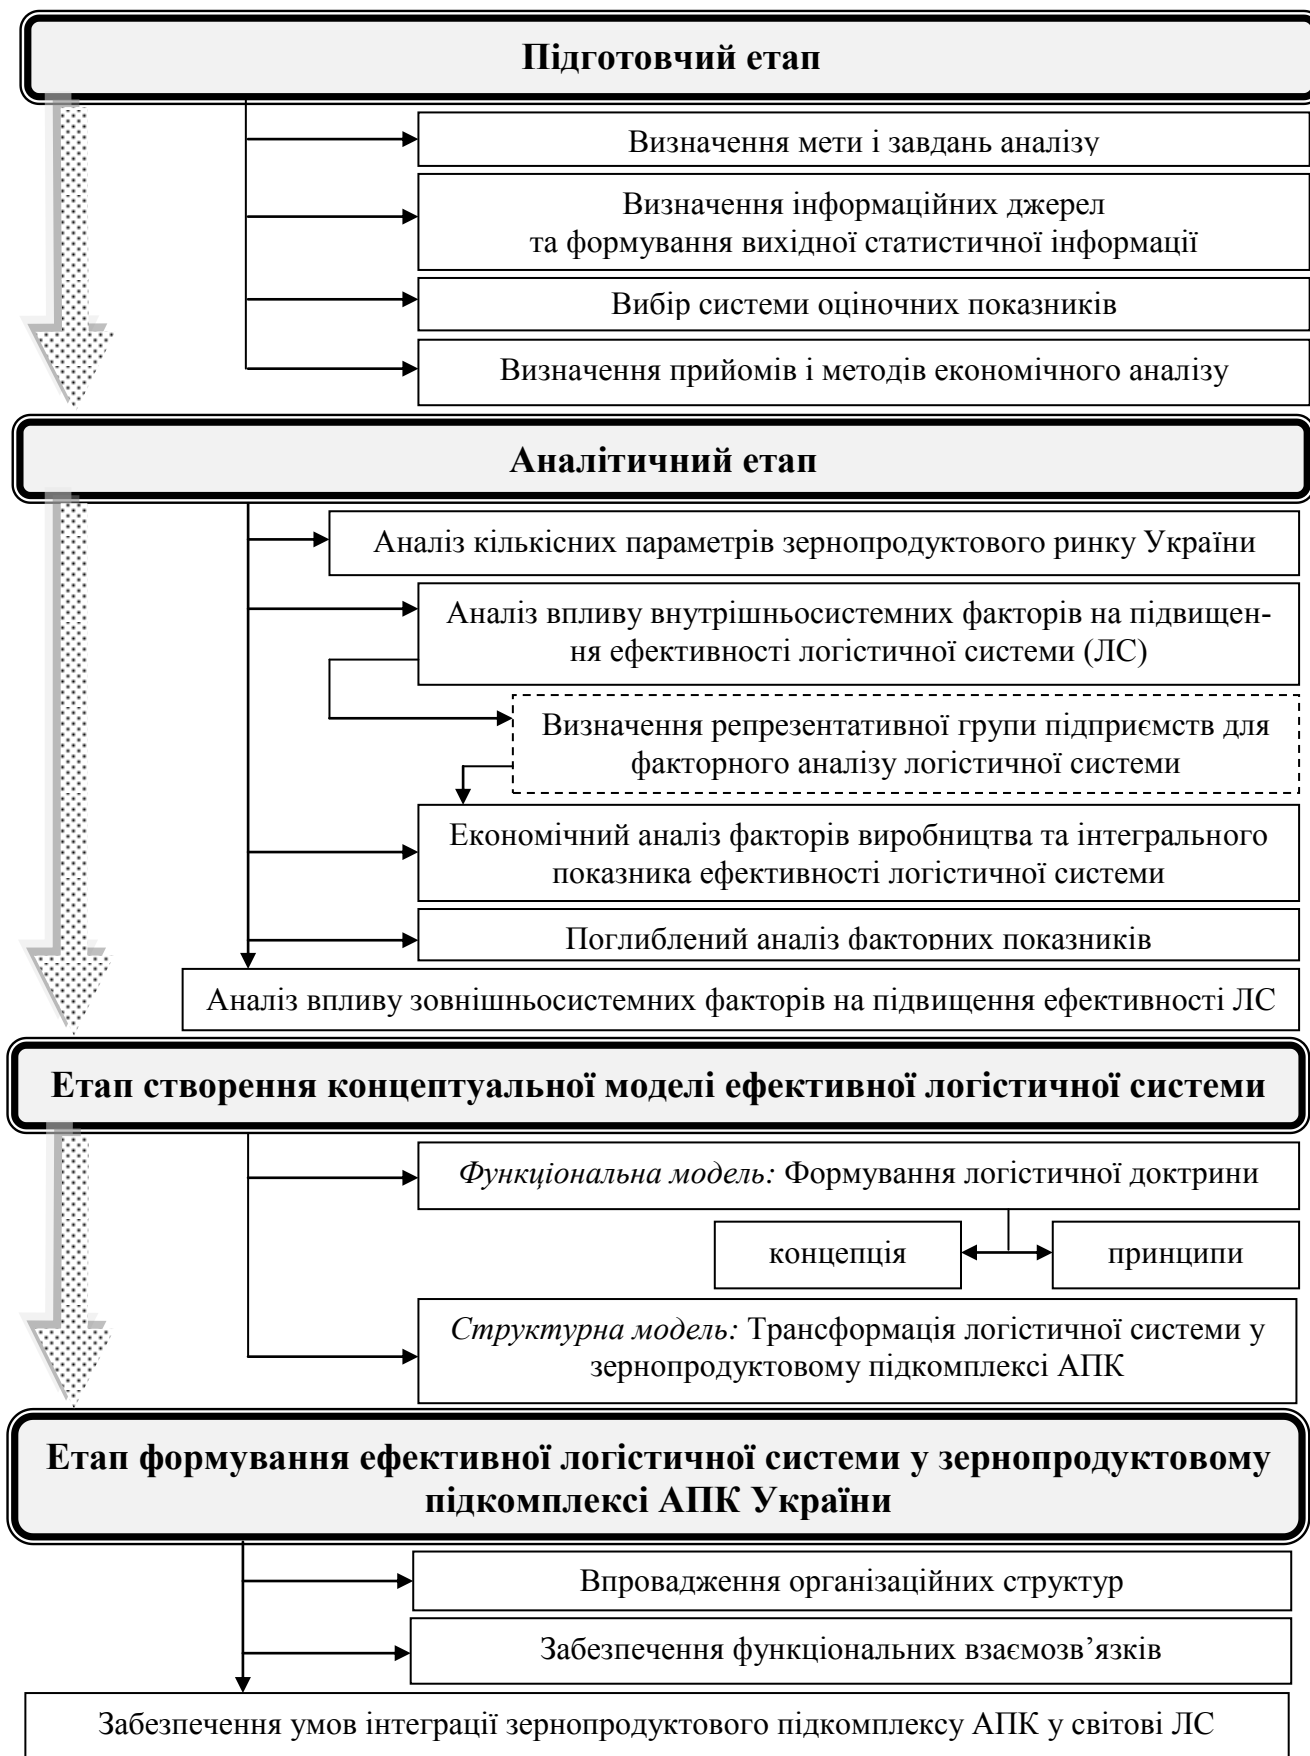 Підготовчий етап
Визначення мети і завдань аналізу
Визначення інформаційних джерел
та формування вихідної статистичної інформації
Вибір системи оціночних показників
Визначення прийомів і методів економічного аналізу
Аналітичний етап
Аналіз кількісних параметрів зернопродуктового ринку України
Аналіз впливу внутрішньосистемних факторів на підвищен-
ня ефективності логістичної системи (ЛС)
Визначення репрезентативної групи підприємств для
факторного аналізу логістичної системи
Економічний аналіз факторів виробництва та інтегрального
показника ефективності логістичної системи
Поглиблений аналіз факторних показників
Аналіз впливу зовнішньосистемних факторів на підвищення ефективності ЛС
Етап створення концептуальної моделі ефективної логістичної системи
Функціональна модель: Формування логістичної доктрини
концепція
принципи
Структурна модель: Трансформація логістичної системи у
зернопродуктовому підкомплексі АПК
Етап формування ефективної логістичної системи у зернопродуктовому
підкомплексі АПК України
Впровадження організаційних структур
Забезпечення функціональних взаємозв’язків
Забезпечення умов інтеграції зернопродуктового підкомплексу АПК у світові ЛС